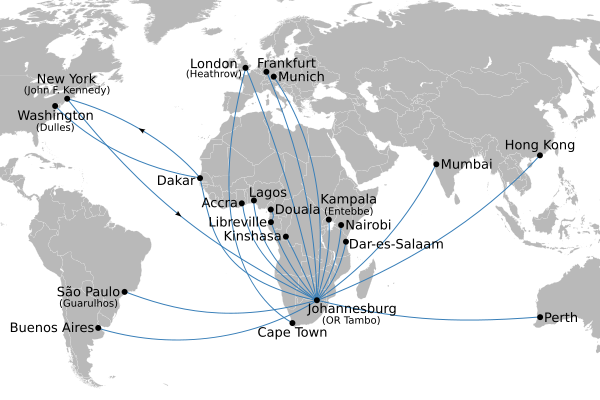 London
(Heathrow)
Frankfurt
Munich
New York
(John F. Kennedy)
Washington
(Dulles)
Hong Kong
Mumbai
Dakar
Accra
Lagos
Douala
Kampala
(Entebbe)
Libreville
Nairobi
Kinshasa
Dar-es-Salaam
São Paulo
(Guarulhos)
Johannesburg
(OR Tambo)
Perth
Buenos Aires
Cape Town